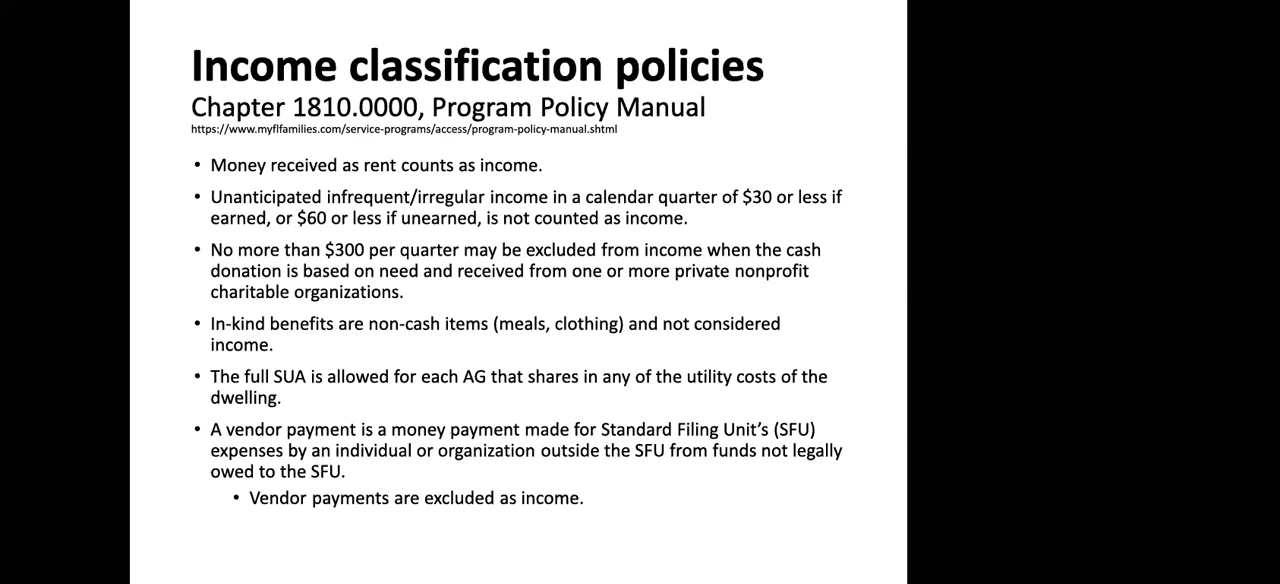 Income classification policies
Chapter 1810.0000, Program Policy Manual
https://www.myflfamilies.com/service-programs/access/program-policy-manual.shtml
• Money received as rent counts as income.
• Unanticipated infrequent/irregular income in a calendar quarter of $30 or less if
earned, or $60 or less if unearned, is not counted as income.
• No more than $300 per quarter may be excluded from income when the cash
donation is based on need and received from one or more private nonprofit
charitable organizations.
• In-kind benefits are non-cash items (meals, clothing) and not considered
income.
• The full SUA is allowed for each AG that shares in any of the utility costs of the
dwelling.
• A vendor payment is a money payment made for Standard Filing Unit’s (SFU)
expenses by an individual or organization outside the SFU from funds not legally
owed to the SFU.
• Vendor payments are excluded as income.